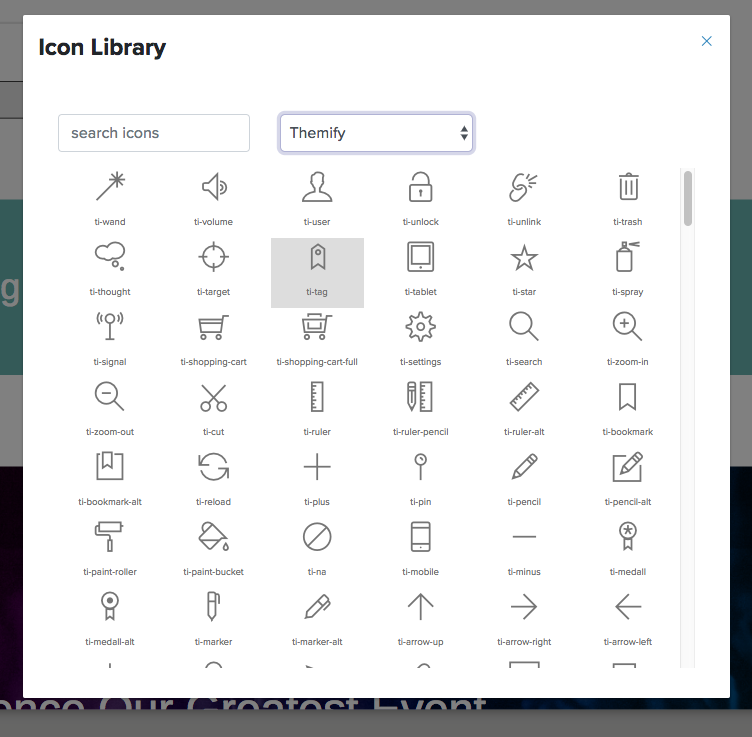 Icon Library
search icons
Themify
ti-wand ti-volume ti-user ti-unlock ti-unlink ti-trash
ti-thought ti-target ti-tag ti-tablet ti-star ti-spray
g
ti-signal ti-shopping-cart ti-shopping-cart-full ti-settings ti-search ti-zoom-in
ti-zoom-out ti-cut ti-ruler ti-ruler-pencil ti-ruler-alt ti-bookmark
ti-bookmark-alt ti-reload ti-plus ti-pin ti-pencil ti-pencil-alt
ti-paint-roller ti-paint-bucket ti-na ti-mobile ti-minus ti-medall
ti-medall-alt ti-marker ti-marker-alt ti-arrow-up ti-arrow-right ti-arrow-left
ence Our Greatest Event